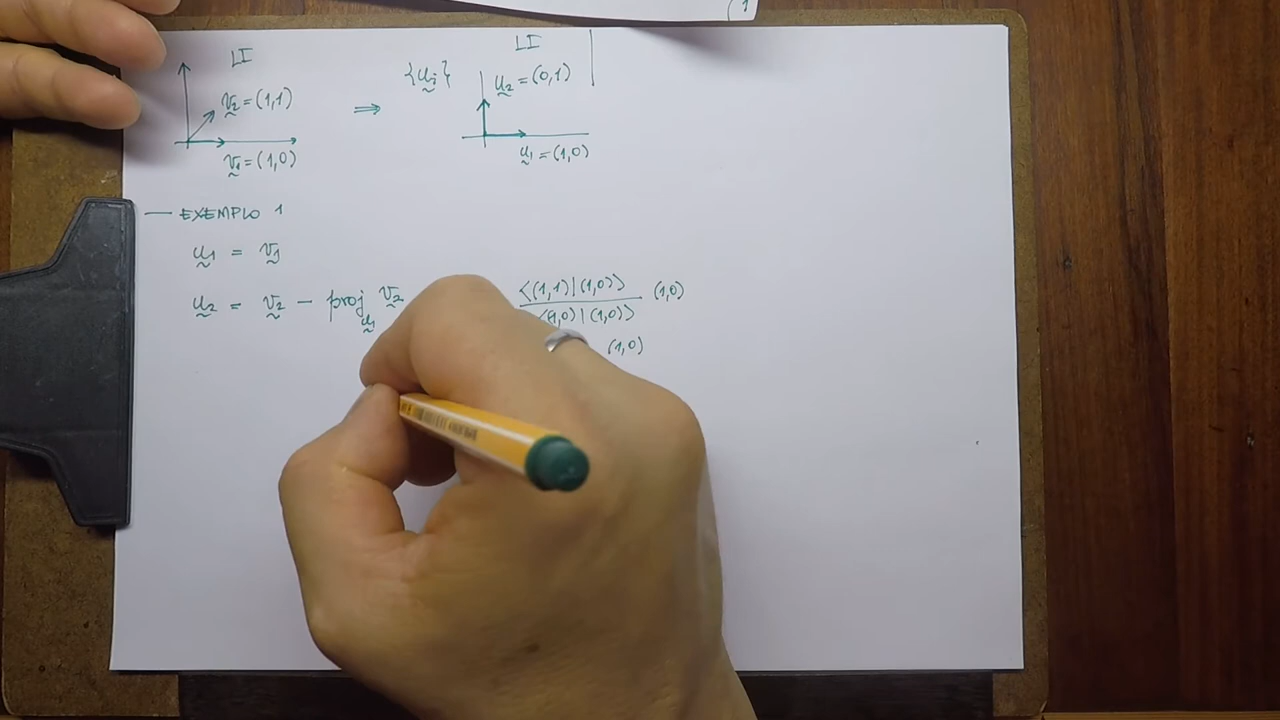 LI
v2 = (1,1)
v1 = (1,0)
⇒
{ui}
LI
u2 = (0,1)
u1 = (1,0)
— EXEMPLO 1
u1 = v1
u2 = v2 − proj u1 v2
<(1,1)|(1,0)> (1,0)
<(1,0)|(1,0)>
(1,0)